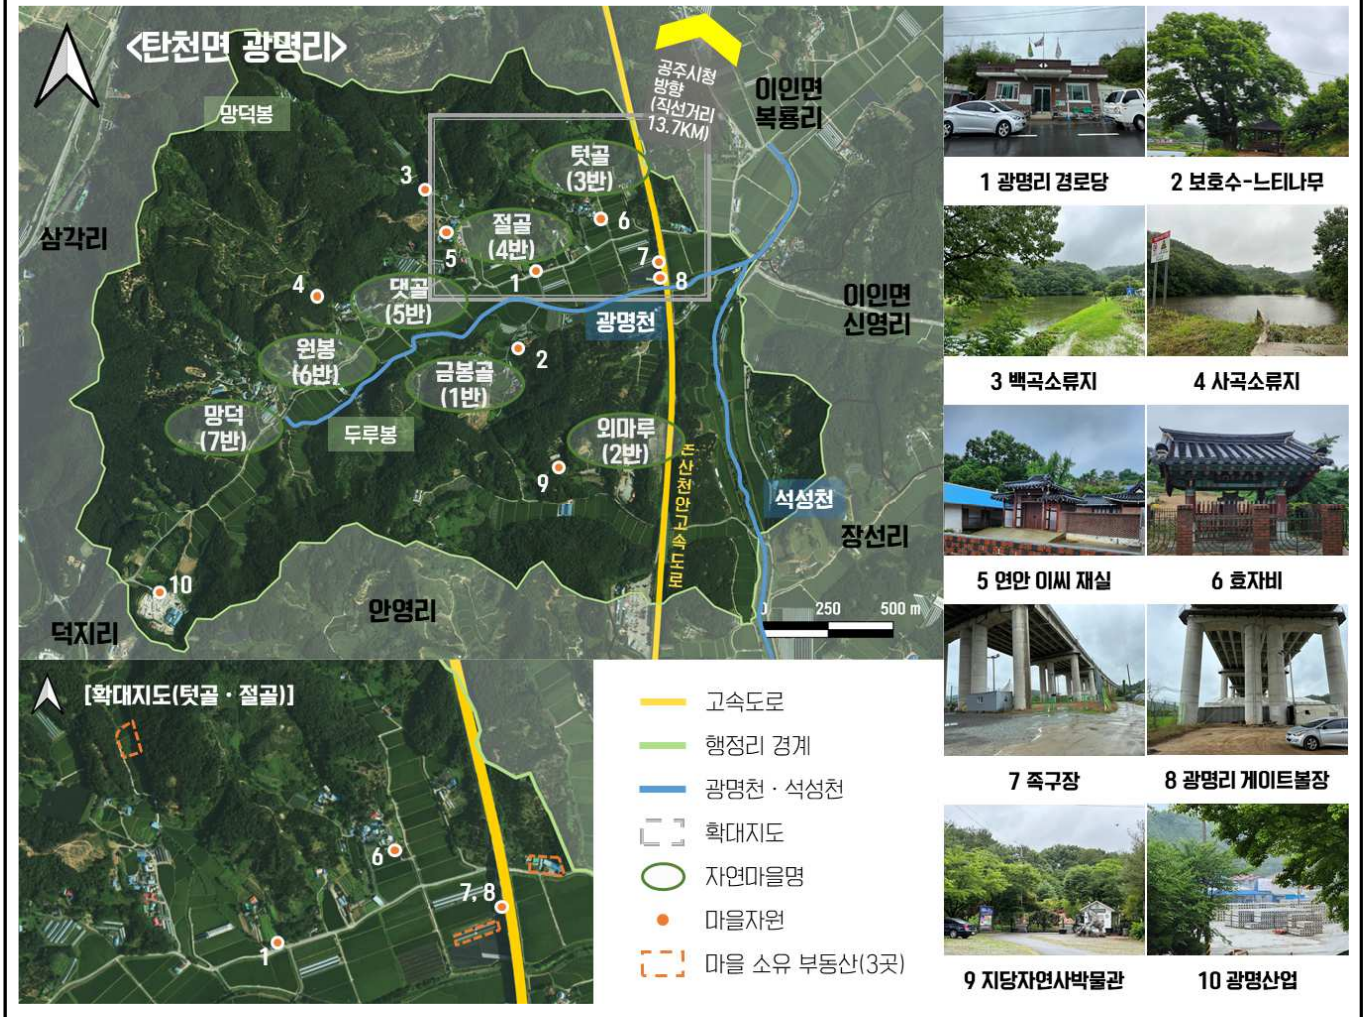 <탄천면 광명리>
망덕봉
공주시청
방향
(직선거리
13.7KM)
이인면
복룡리
텃골
(3반)
3
6
절골
(4반)
삼각리
5
7
1
8
4
댓골
(5반)
이인면
신영리
광명천
원봉
(6반)
2
금봉골
(1반)
망덕
(7반)
두루봉
외마루
(2반)
논산천안고속도로
9
석성천
장선리
10
안영리
덕지리
0 250 500 m
[확대지도(텃골 · 절골)]
6
7, 8
1
고속도로
행정리 경계
광명천 · 석성천
확대지도
자연마을명
마을자원
마을 소유 부동산(3곳)
1 광명리 경로당
2 보호수-느티나무
3 백곡소류지
4 사곡소류지
5 연안 이씨 재실
6 효자비
7 족구장
8 광명리 게이트볼장
9 지당자연사박물관
10 광명산업